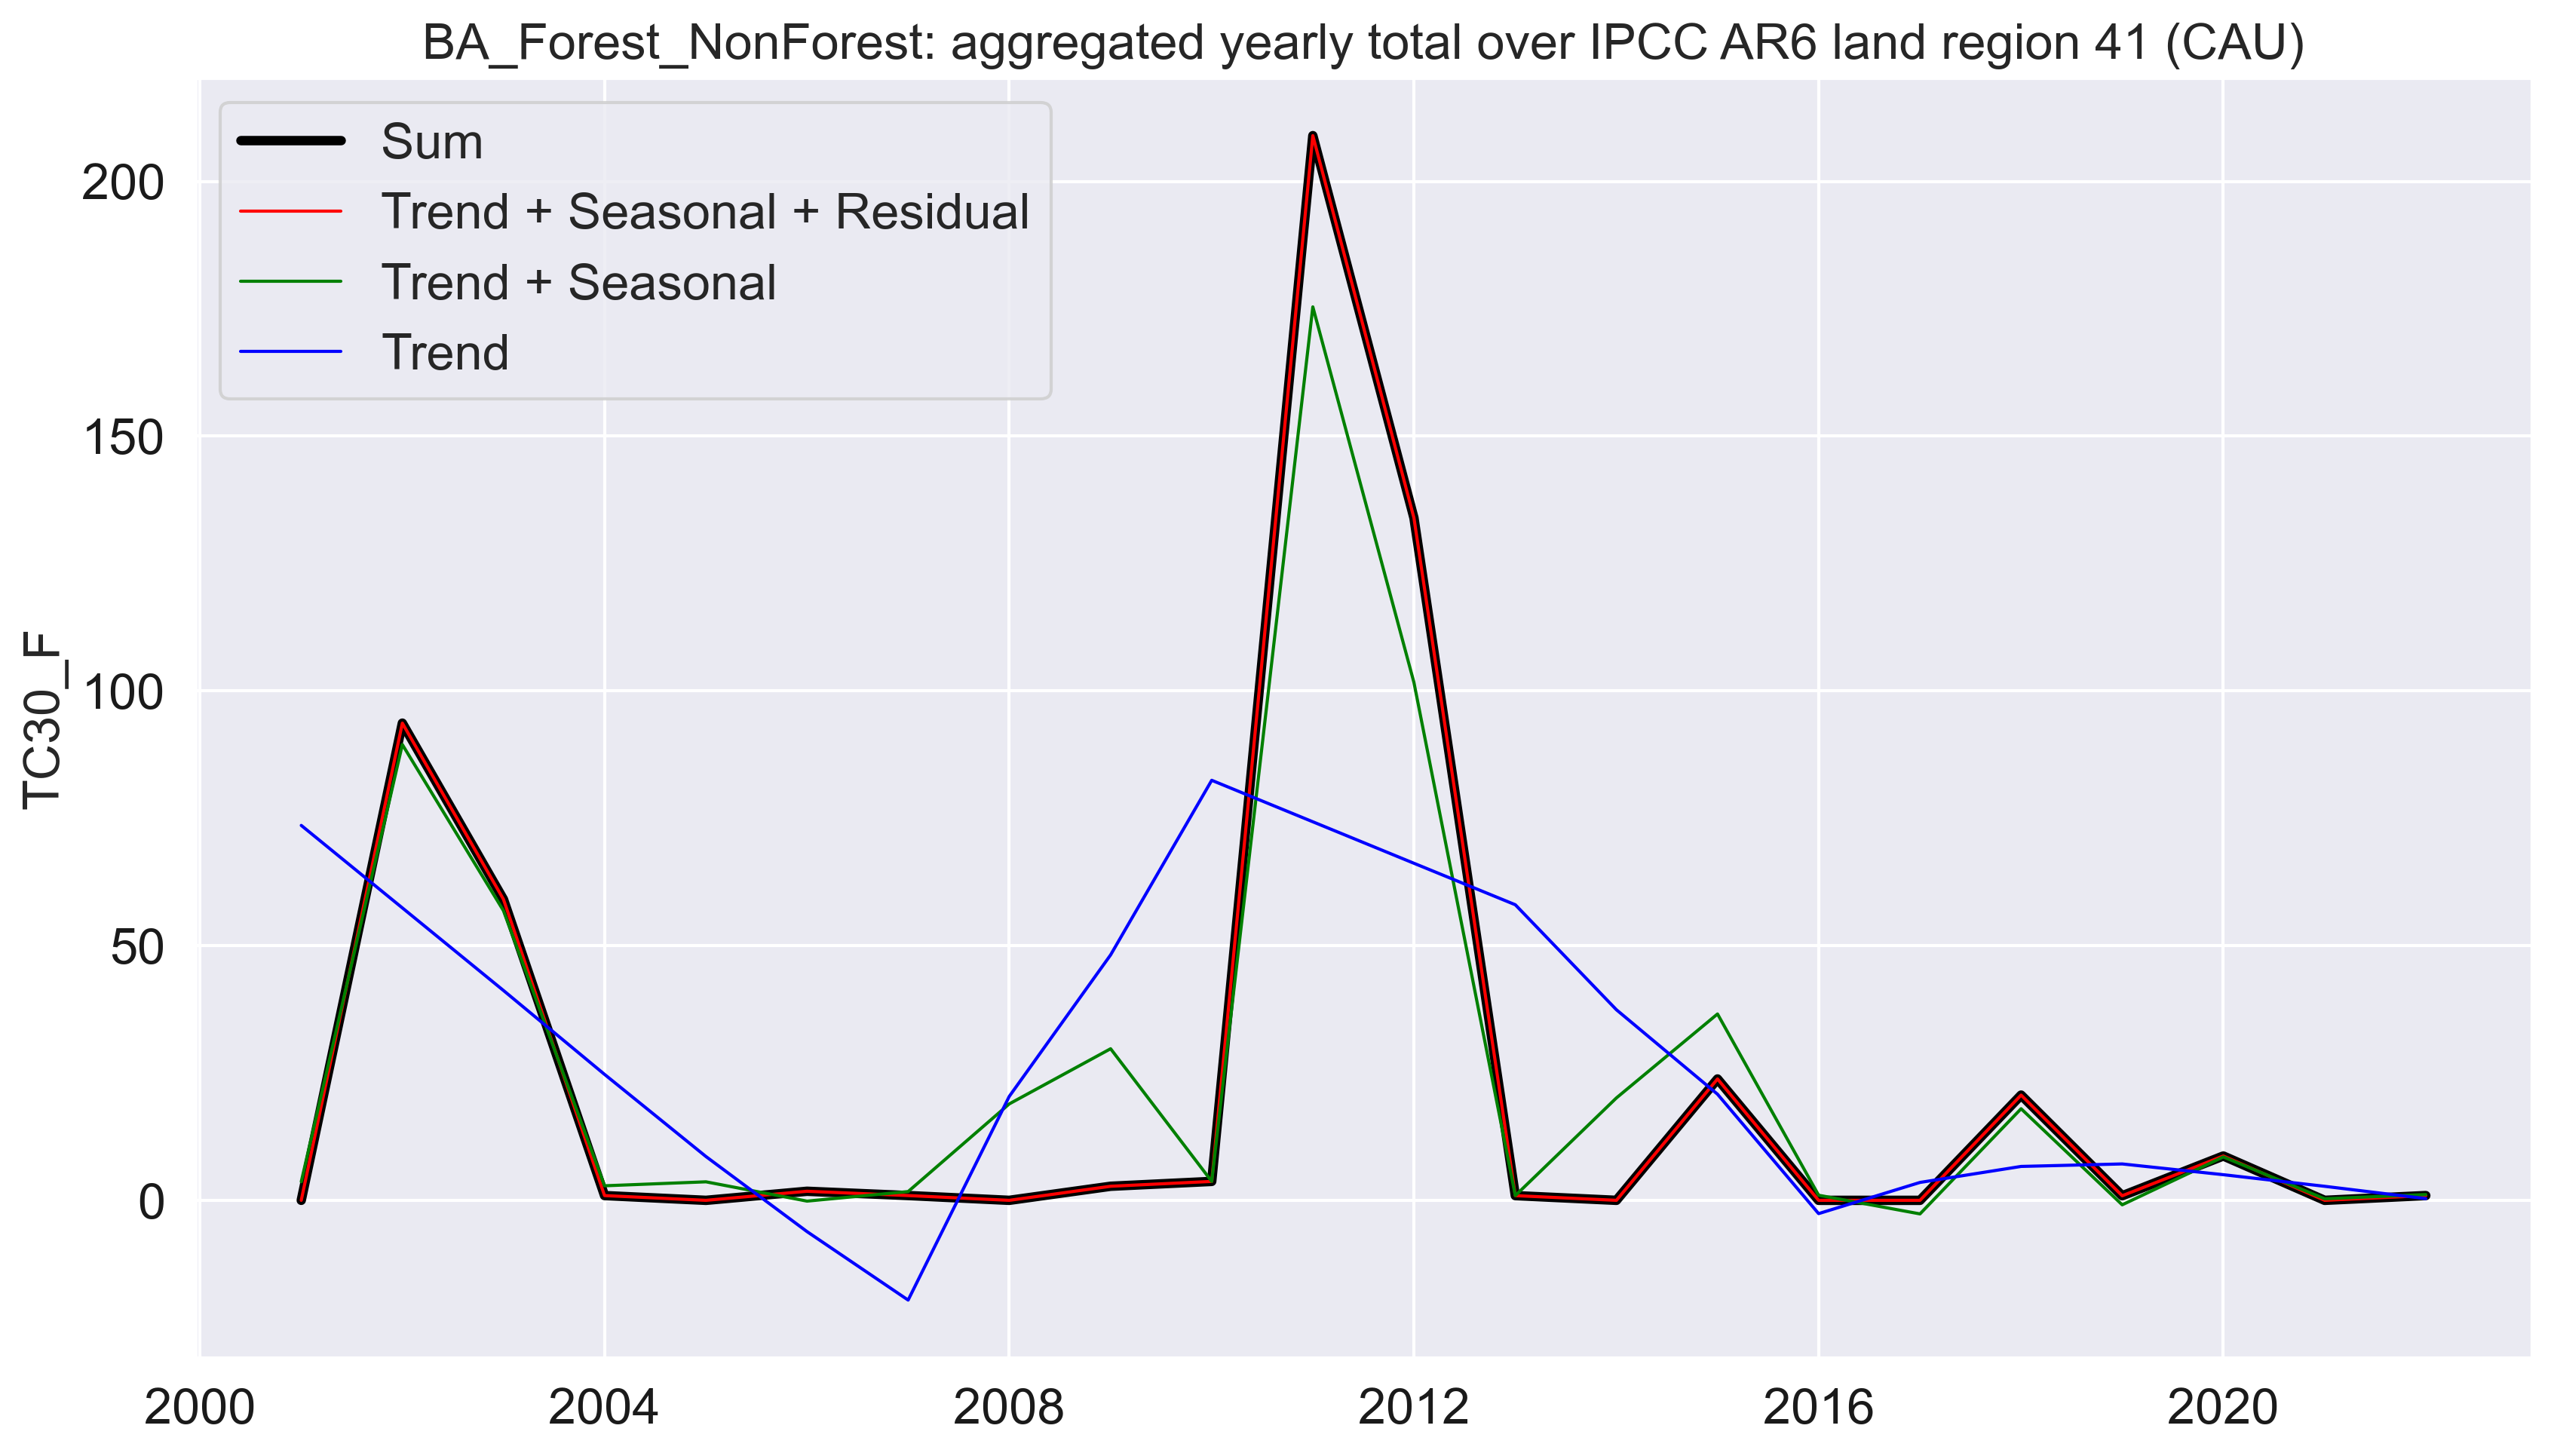 BA_Forest_NonForest: aggregated yearly total over IPCC AR6 land region 41 (CAU)
Sum
Trend + Seasonal + Residual
Trend + Seasonal
Trend
TC30_F
200
150
100
50
0
2000
2004
2008
2012
2016
2020